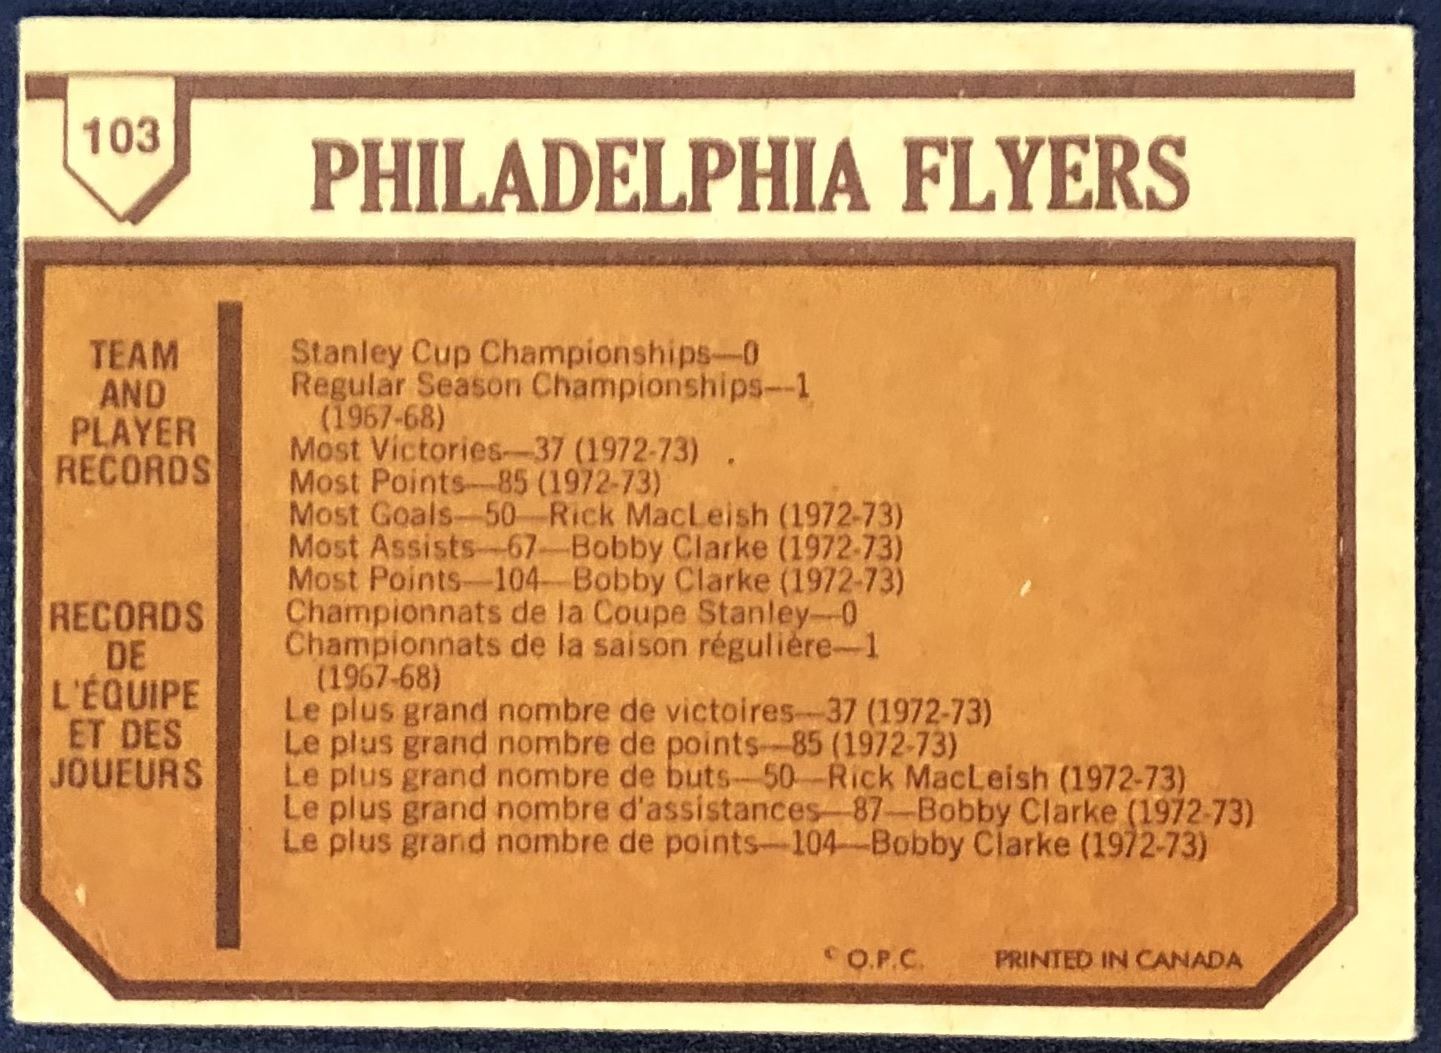 103
PHILADELPHIA FLYERS
TEAM
AND
PLAYER
RECORDS
Stanley Cup Championships—0
Regular Season Championships—1
(1967-68)
Most Victories—37 (1972-73)
Most Points—85 (1972-73)
Most Goals—50—Rick MacLeish (1972-73)
Most Assists—67—Bobby Clarke (1972-73)
Most Points—104—Bobby Clarke (1972-73)
RECORDS
DE
L'ÉQUIPE
ET DES
JOUEURS
Championnats de la Coupe Stanley—0
Championnats de la saison régulière—1
(1967-68)
Le plus grand nombre de victoires—37 (1972-73)
Le plus grand nombre de points—85 (1972-73)
Le plus grand nombre de buts—50—Rick MacLeish (1972-73)
Le plus grand nombre d'assistances—87—Bobby Clarke (1972-73)
Le plus grand nombre de points—104—Bobby Clarke (1972-73)
© O.P.C. PRINTED IN CANADA